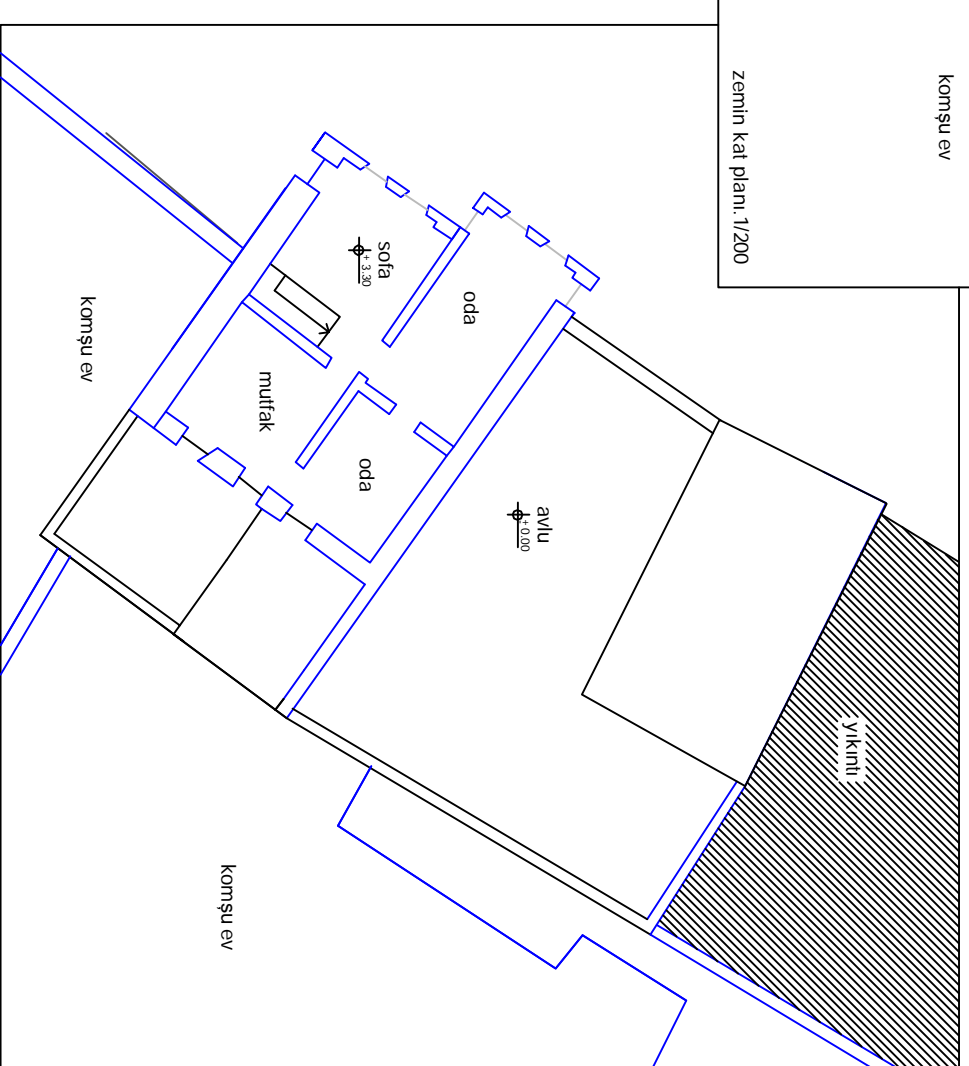 komşu ev
zemin kat planı.1/200
sofa
+ 3.30
oda
komşu ev
mutfak
oda
avlu
+ 0.00
yıkıntı
komşu ev